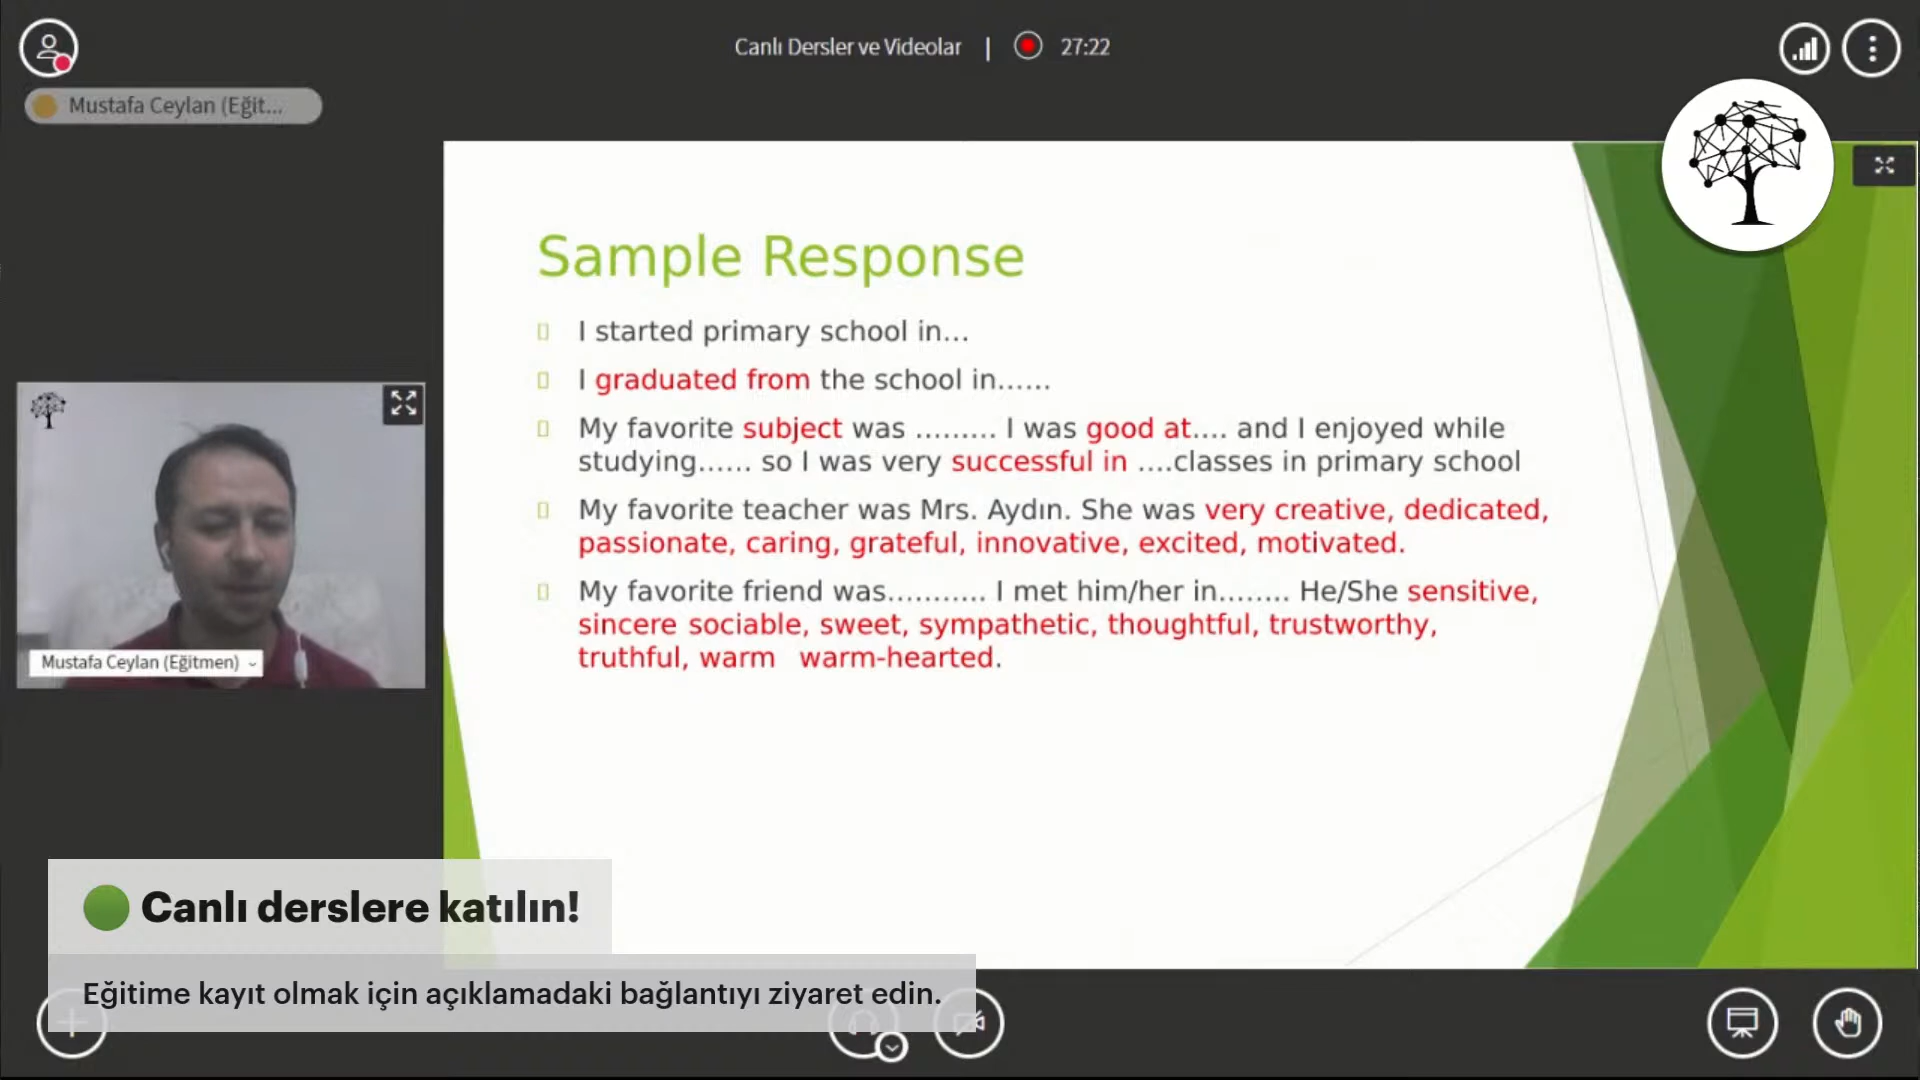 Canlı Dersler ve Videolar | 27:22
Mustafa Ceylan (Eğit...
Sample Response
I started primary school in...
I graduated from the school in......
My favorite subject was ......... I was good at.... and I enjoyed while
studying...... so I was very successful in ....classes in primary school
My favorite teacher was Mrs. Aydın. She was very creative, dedicated,
passionate, caring, grateful, innovative, excited, motivated.
My favorite friend was........... I met him/her in........ He/She sensitive,
sincere sociable, sweet, sympathetic, thoughtful, trustworthy,
truthful, warm warm-hearted.
Mustafa Ceylan (Eğitmen)
Canlı derslere katılın!
Eğitime kayıt olmak için açıklamadaki bağlantıyı ziyaret edin.